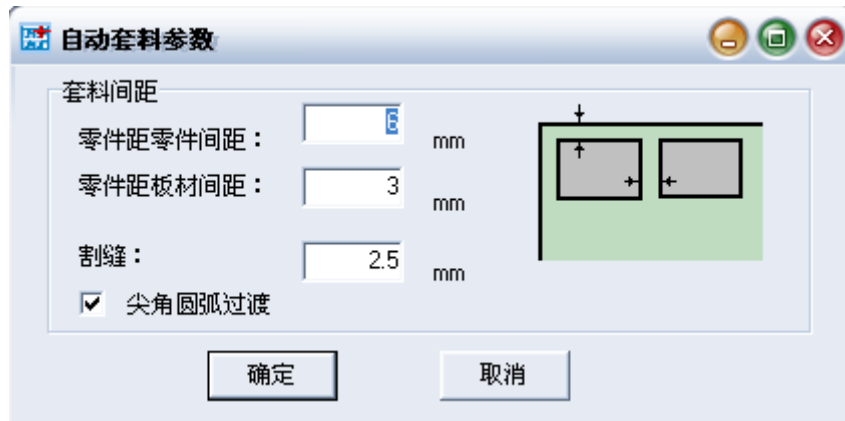 自动套料参数
套料间距
零件距零件间距： 6 mm
零件距板材间距： 3 mm
割缝： 2.5 mm
尖角圆弧过渡
确定 取消